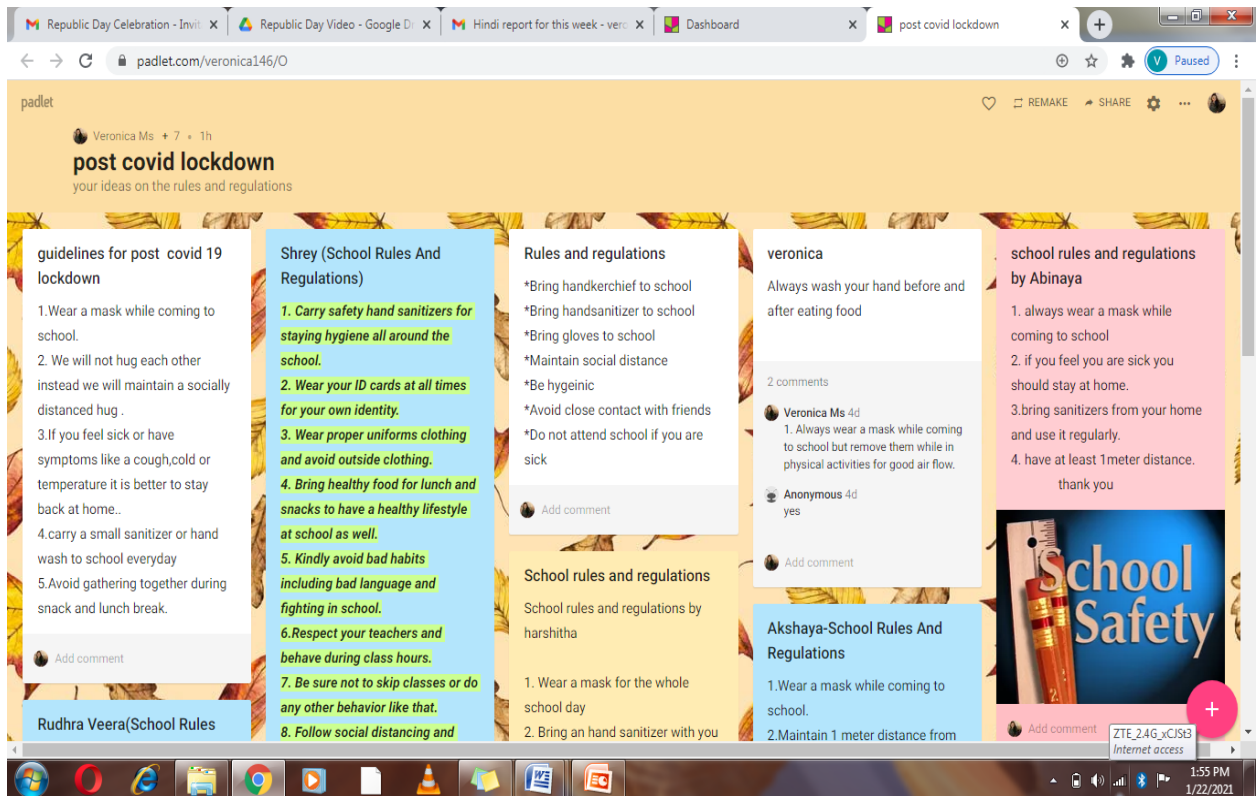 Republic Day Celebration - Invit
Republic Day Video - Google Dr
Hindi report for this week - vero
Dashboard
post covid lockdown
padlet.com/veronica146/O
V
Paused
padlet
REMAKE
SHARE
Veronica Ms + 7 • 1h
post covid lockdown
your ideas on the rules and regulations
guidelines for post covid 19
lockdown
1.Wear a mask while coming to
school.
2. We will not hug each other
instead we will maintain a socially
distanced hug .
3.If you feel sick or have
symptoms like a cough,cold or
temperature it is better to stay
back at home..
4.carry a small sanitizer or hand
wash to school everyday
5.Avoid gathering together during
snack and lunch break.
Add comment
Rudhra Veera(School Rules
Shrey (School Rules And
Regulations)
1. Carry safety hand sanitizers for
staying hygiene all around the
school.
2. Wear your ID cards at all times
for your own identity.
3. Wear proper uniforms clothing
and avoid outside clothing.
4. Bring healthy food for lunch and
snacks to have a healthy lifestyle
at school as well.
5. Kindly avoid bad habits
including bad language and
fighting in school.
6.Respect your teachers and
behave during class hours.
7. Be sure not to skip classes or do
any other behavior like that.
8. Follow social distancing and
Rules and regulations
*Bring handkerchief to school
*Bring handsanitizer to school
*Bring gloves to school
*Maintain social distance
*Be hygeinic
*Avoid close contact with friends
*Do not attend school if you are
sick
Add comment
School rules and regulations
School rules and regulations by
harshitha
1. Wear a mask for the whole
school day
2. Bring an hand sanitizer with you
veronica
Always wash your hand before and
after eating food
2 comments
Veronica Ms 4d
1. Always wear a mask while coming
to school but remove them while in
physical activities for good air flow.
Anonymous 4d
yes
Add comment
Akshaya-School Rules And
Regulations
1.Wear a mask while coming to
school.
2.Maintain 1 meter distance from
school rules and regulations
by Abinaya
1. always wear a mask while
coming to school
2. if you feel you are sick you
should stay at home.
3.bring sanitizers from your home
and use it regularly.
4. have at least 1meter distance.
thank you
School
Safety
2
Add comment
ZTE_2.4G_xCJSt3
Internet access
1:55 PM
1/22/2021